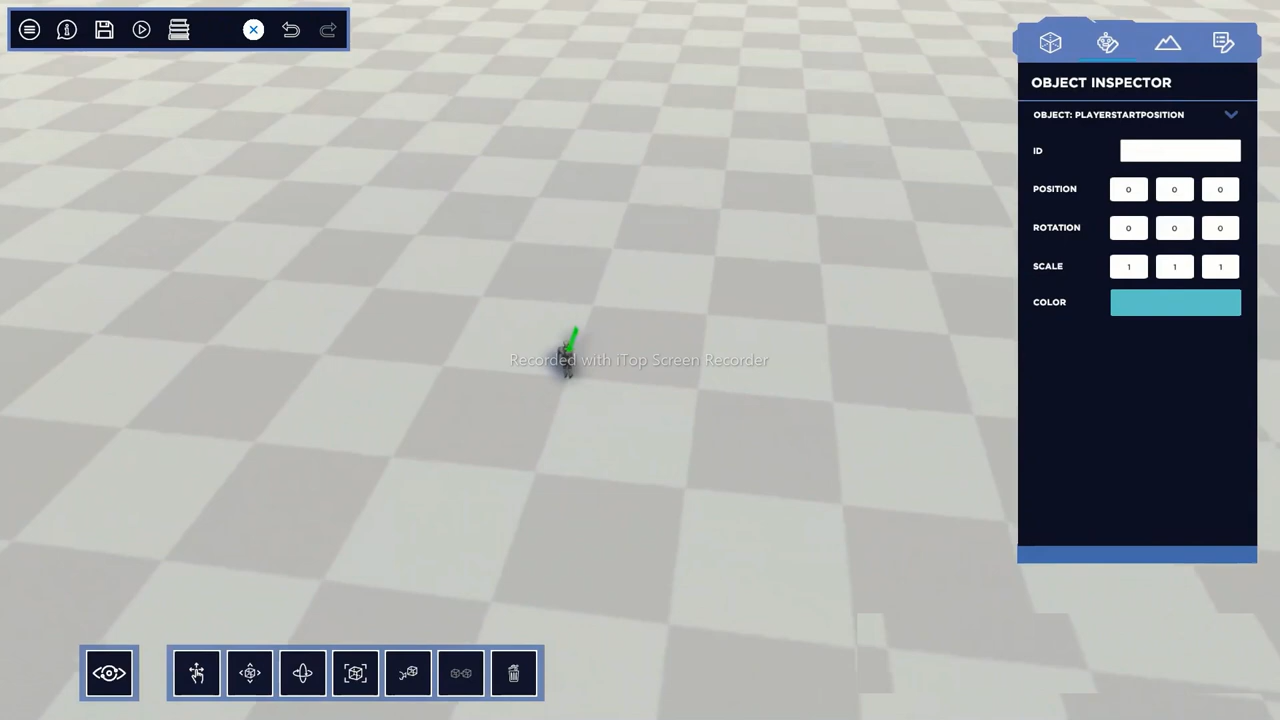 OBJECT INSPECTOR
OBJECT: PLAYERSTARTPOSITION
ID
POSITION 0 0 0
ROTATION 0 0 0
SCALE 1 1 1
COLOR
Recorded with iTop Screen Recorder